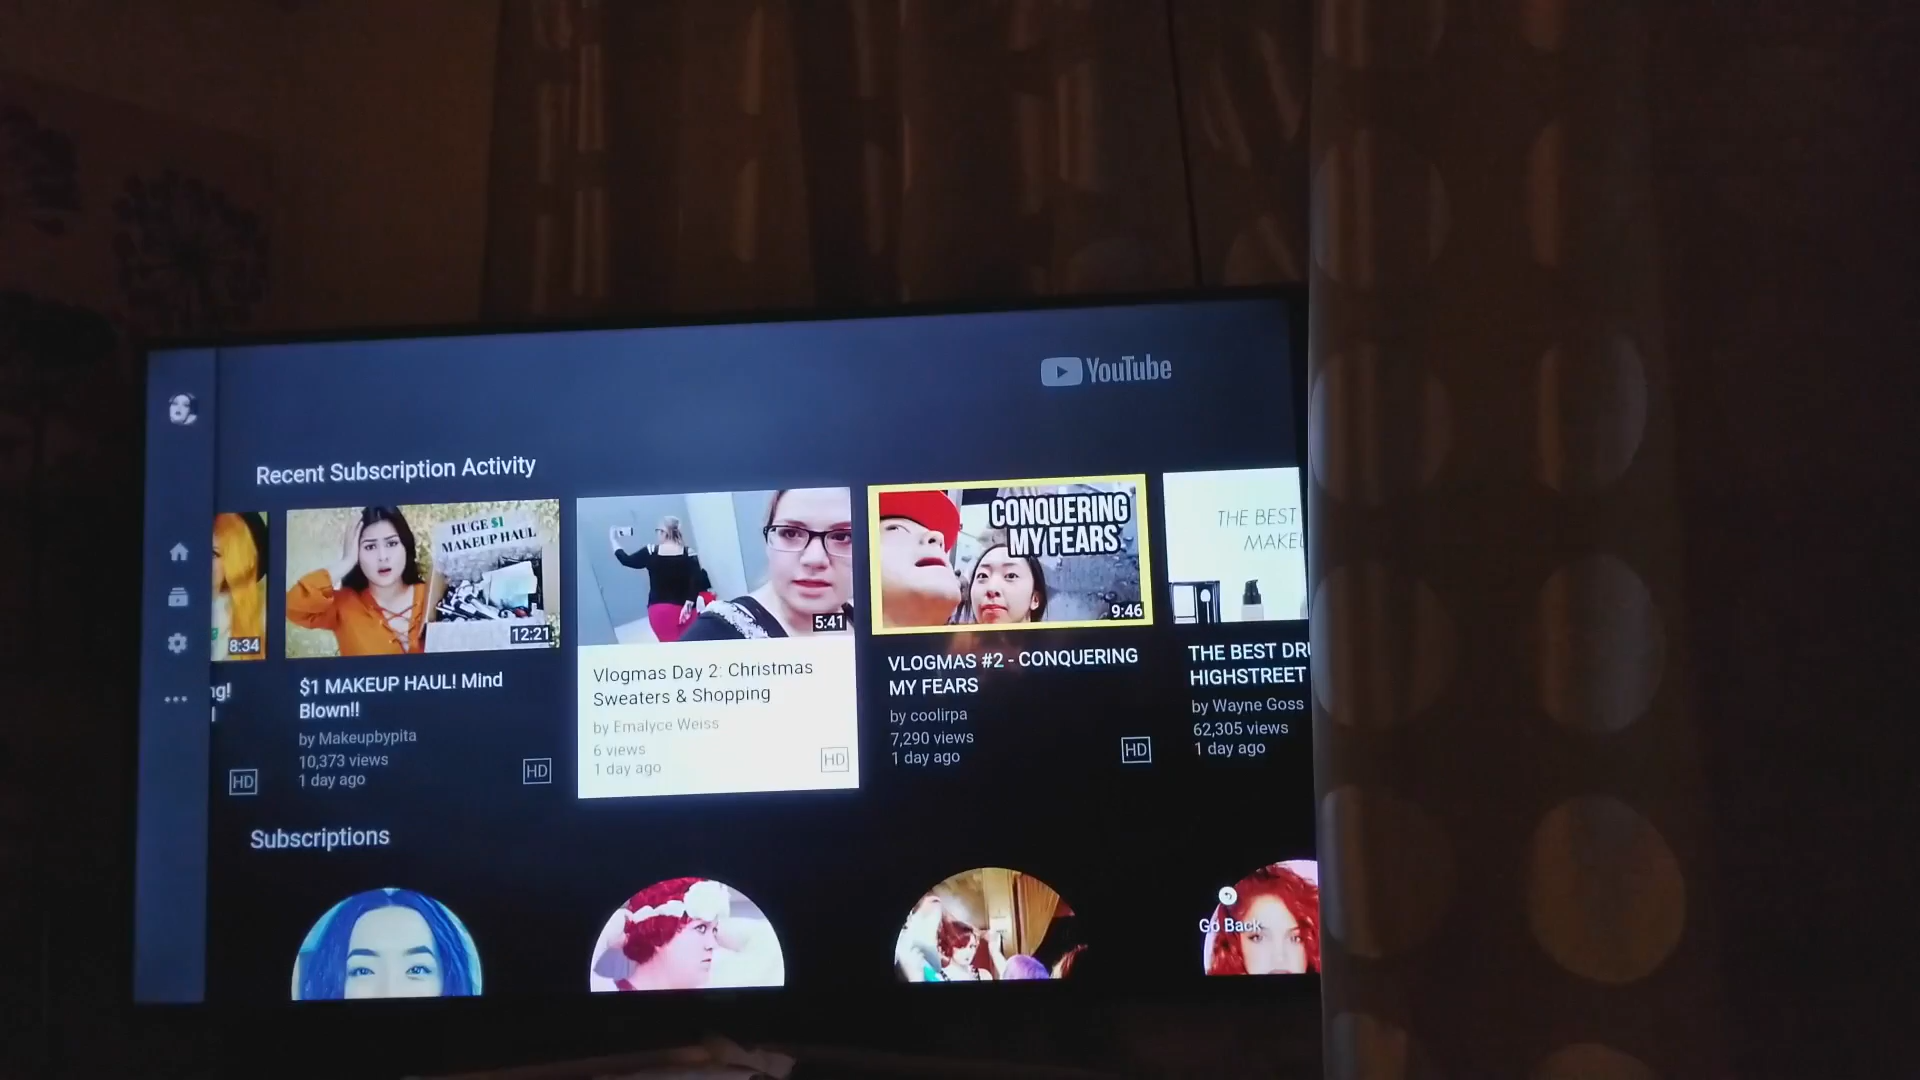 YouTube
Recent Subscription Activity
8:34
HUGE $1
MAKEUP HAUL
12:21
5:41
CONQUERING
MY FEARS
9:46
THE BEST
ng!
HD
$1 MAKEUP HAUL! Mind
Blown!!
by Makeupbypita
10,373 views
1 day ago
HD
Vlogmas Day 2: Christmas
Sweaters & Shopping
by Emalyce Weiss
6 views
1 day ago
HD
VLOGMAS #2 - CONQUERING
MY FEARS
by coolirpa
7,290 views
1 day ago
HD
THE BEST
HIGHSTREET
by Wayne Goss
62,305 views
1 day ago
Subscriptions
Go Back